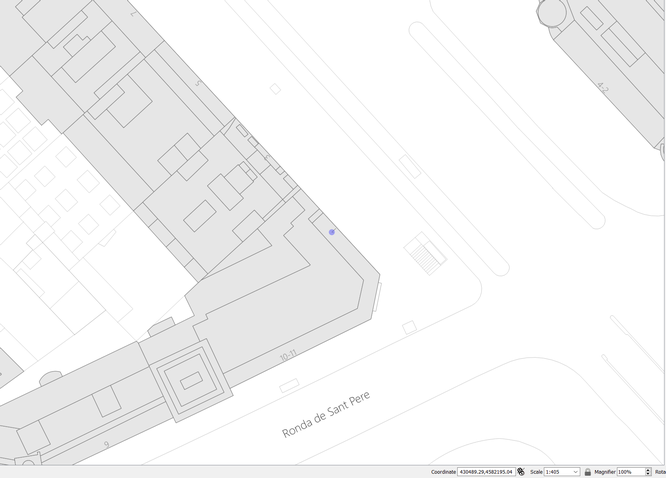 5
4-2
10-11
Ronda de Sant Pere
9
Coordinate 430489.29,4582195.04 Scale 1:405 Magnifier 100% Rota